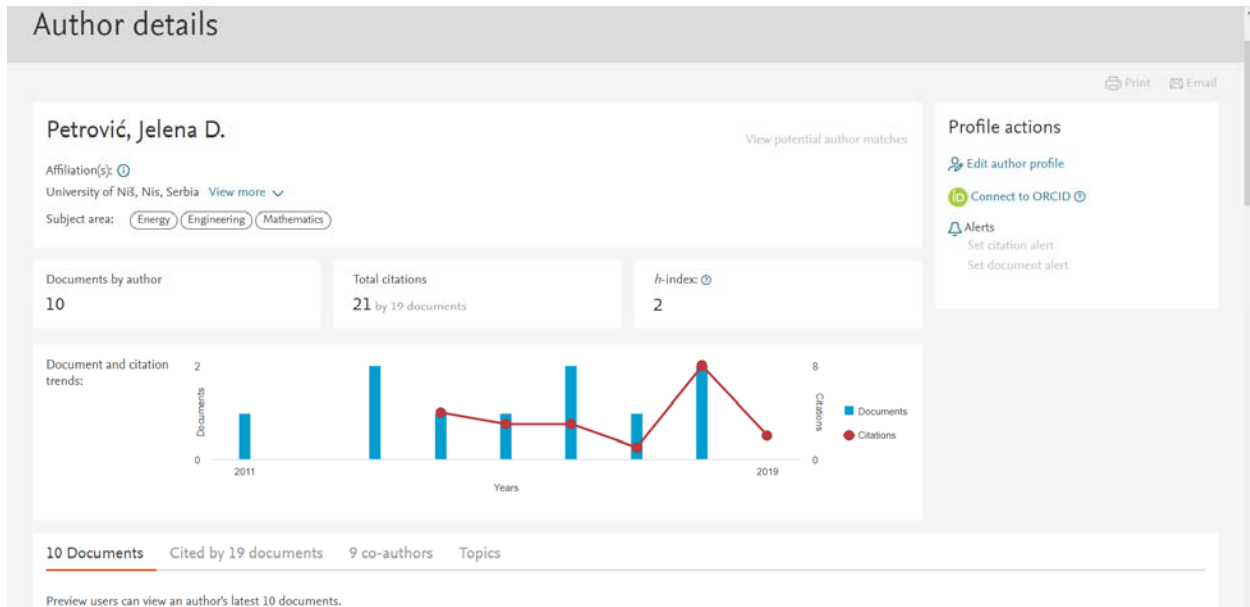 Author details
Print Email
Petrović, Jelena D.
View potential author matches
Affiliation(s):
University of Niš, Nis, Serbia View more
Subject area: Energy Engineering Mathematics
Profile actions
Edit author profile
iD Connect to ORCID
Alerts
Set citation alert
Set document alert
Documents by author
10
Total citations
21 by 19 documents
h-index:
2
Document and citation
trends:
2
Documents
0
2011
Years
2019
8
Citations
0
Documents
Citations
10 Documents Cited by 19 documents 9 co-authors Topics
Preview users can view an author's latest 10 documents.